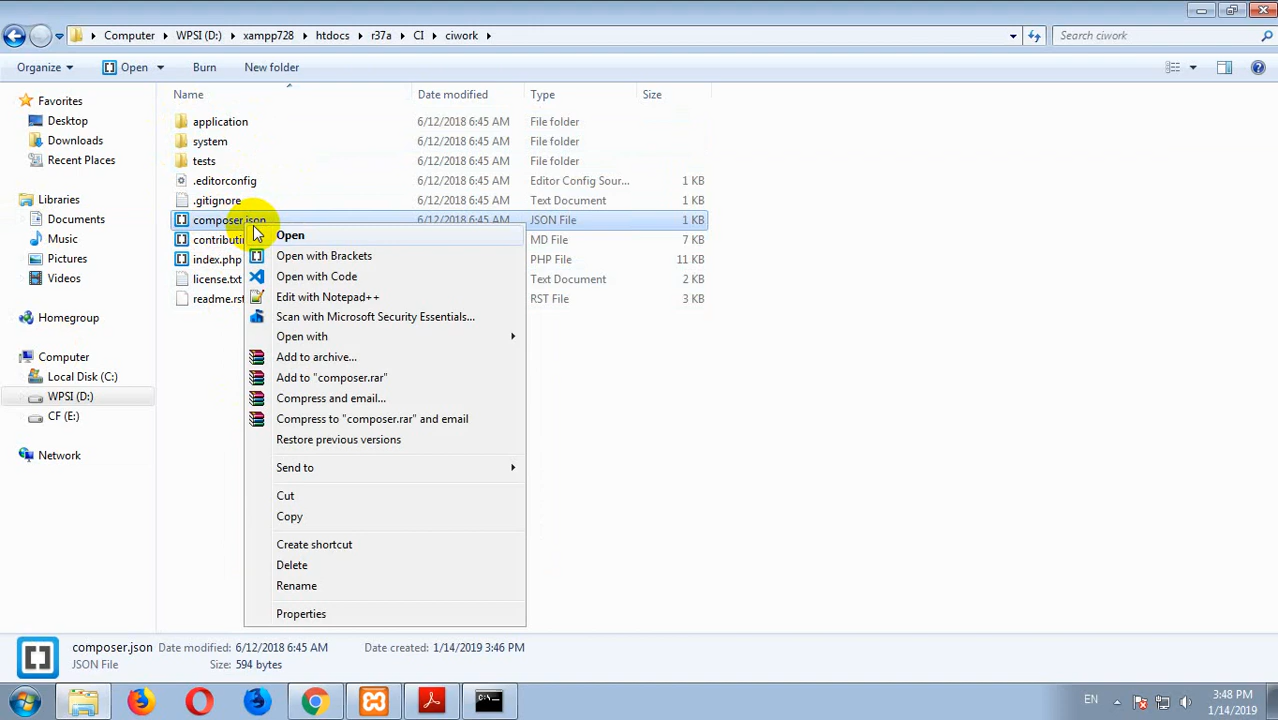 Computer WPSI (D:) xampp728 htdocs r37a CI ciwork Search ciwork
Organize Open Burn New folder
Favorites
Desktop
Downloads
Recent Places
Libraries
Documents
Music
Pictures
Videos
Homegroup
Computer
Local Disk (C:)
WPSI (D:)
CF (E:)
Network
Name Date modified Type Size
application 6/12/2018 6:45 AM File folder
system 6/12/2018 6:45 AM File folder
tests 6/12/2018 6:45 AM File folder
.editorconfig 6/12/2018 6:45 AM Editor Config Sour... 1 KB
.gitignore 6/12/2018 6:45 AM Text Document 1 KB
composer.json 6/12/2018 6:45 AM JSON File 1 KB
MD File 7 KB
index.php PHP File 11 KB
license.txt Text Document 2 KB
readme.rst RST File 3 KB
Open
Open with Brackets
Open with Code
Edit with Notepad++
Scan with Microsoft Security Essentials...
Open with
Add to archive...
Add to "composer.rar"
Compress and email...
Compress to "composer.rar" and email
Restore previous versions
Send to
Cut
Copy
Create shortcut
Delete
Rename
Properties
composer.json Date modified: 6/12/2018 6:45 AM Date created: 1/14/2019 3:46 PM
JSON File Size: 594 bytes
EN 3:48 PM
1/14/2019